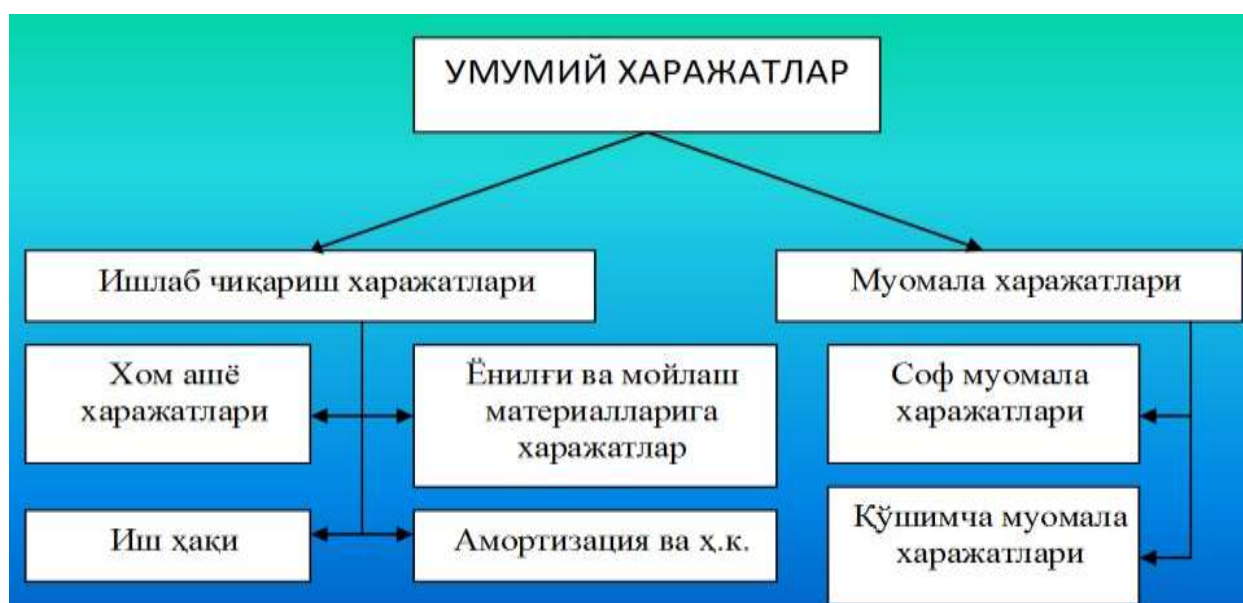 УМУМИЙ ХАРАЖАТЛАР
Ишлаб чиқариш харажатлари
Муомала харажатлари
Хом ашё
харажатлари
Ёнилғи ва мойлаш
материалларига
харажатлар
Соф муомала
харажатлари
Иш ҳақи
Амортизация ва ҳ.к.
Қўшимча муомала
харажатлари